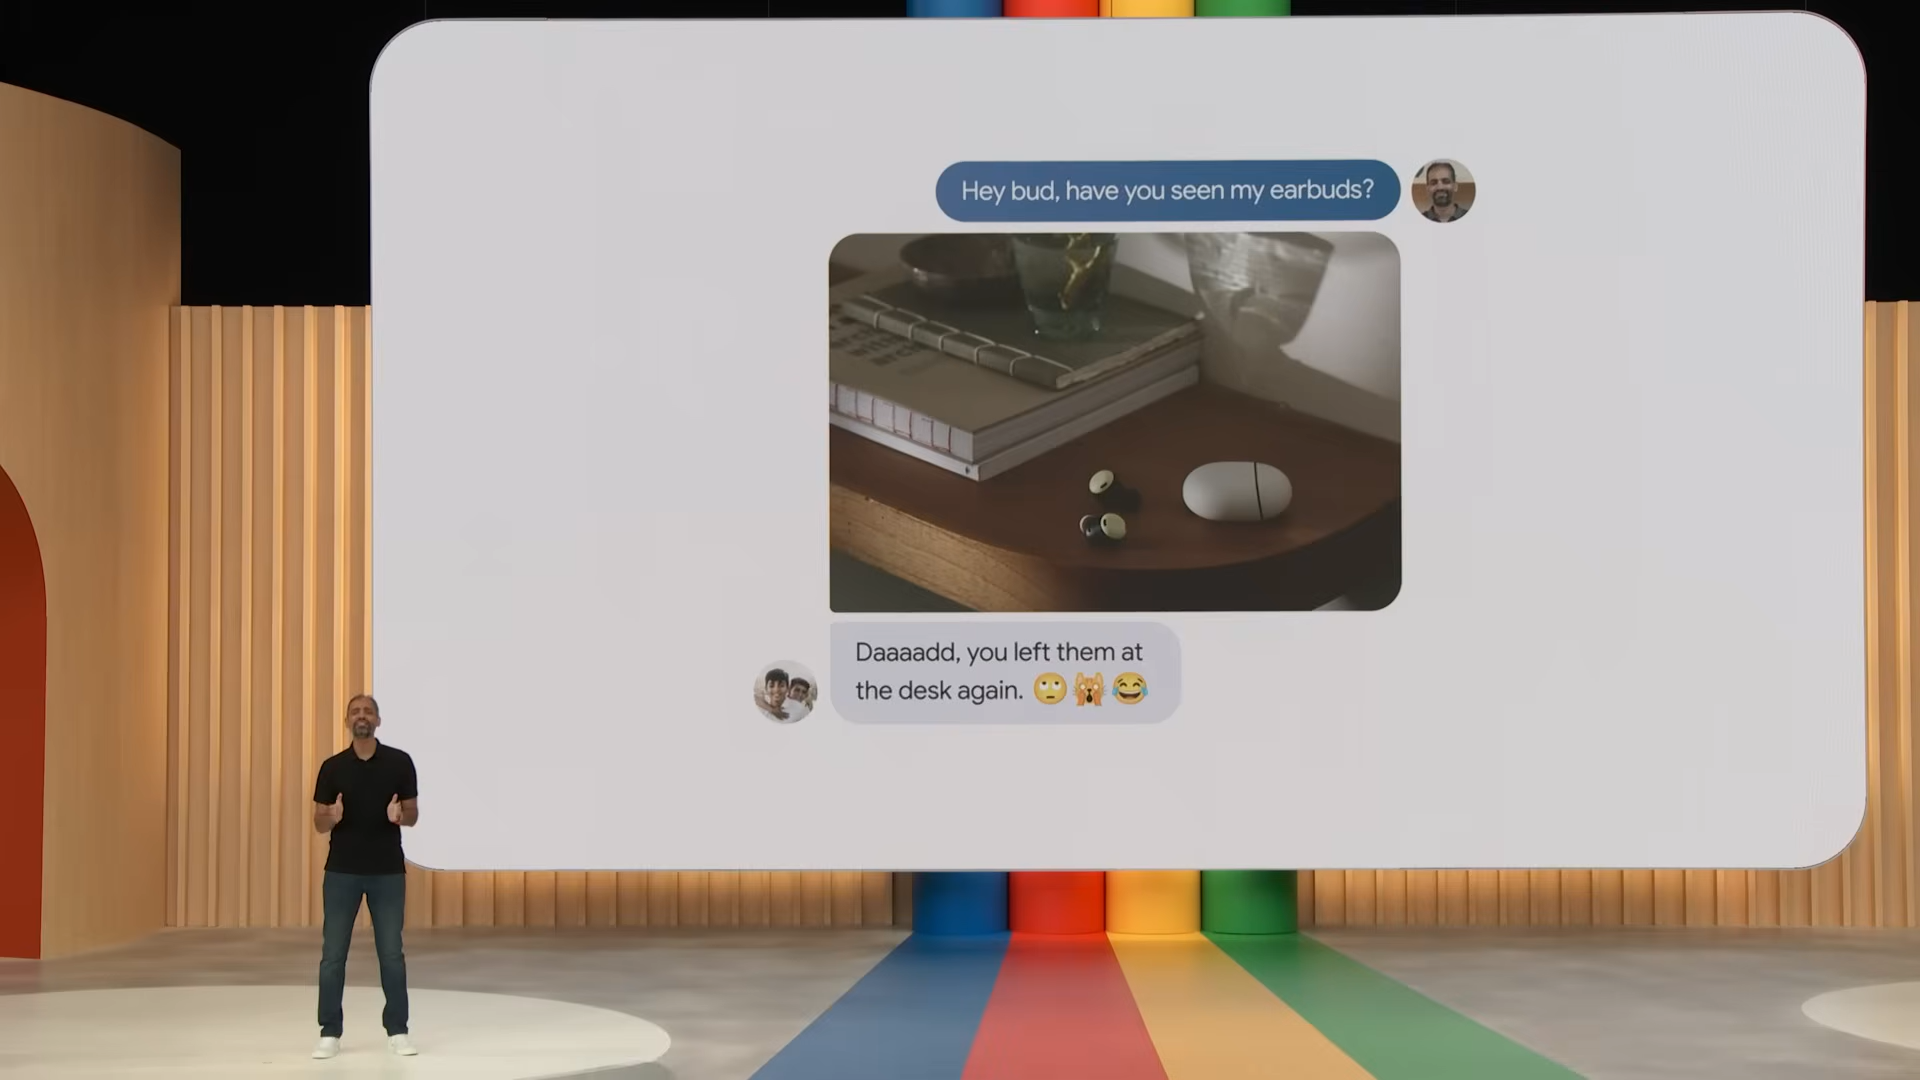 Hey bud, have you seen my earbuds?
Daaaadd, you left them at
the desk again. 🙄🙀😂